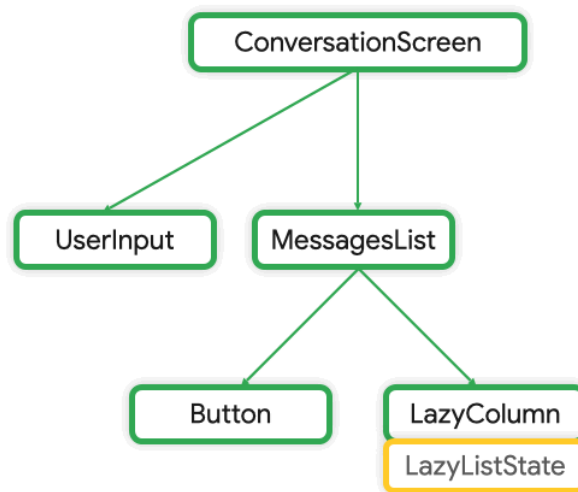 ConversationScreen
UserInput
MessagesList
Button
LazyColumn
LazyListState